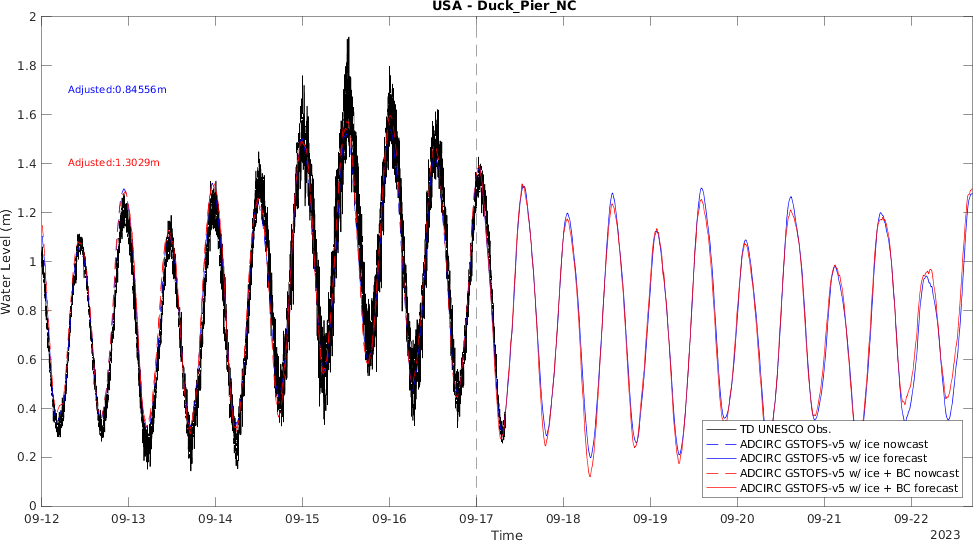 USA - Duck_Pier_NC
2
1.8
1.6
1.4
1.2
1
0.8
0.6
0.4
0.2
0
Water Level (m)
Adjusted:0.84556m
Adjusted:1.3029m
TD UNESCO Obs.
ADCIRC GSTOFS-v5 w/ ice nowcast
ADCIRC GSTOFS-v5 w/ ice forecast
ADCIRC GSTOFS-v5 w/ ice + BC nowcast
ADCIRC GSTOFS-v5 w/ ice + BC forecast
09-12 09-13 09-14 09-15 09-16 09-17 09-18 09-19 09-20 09-21 09-22
Time
2023